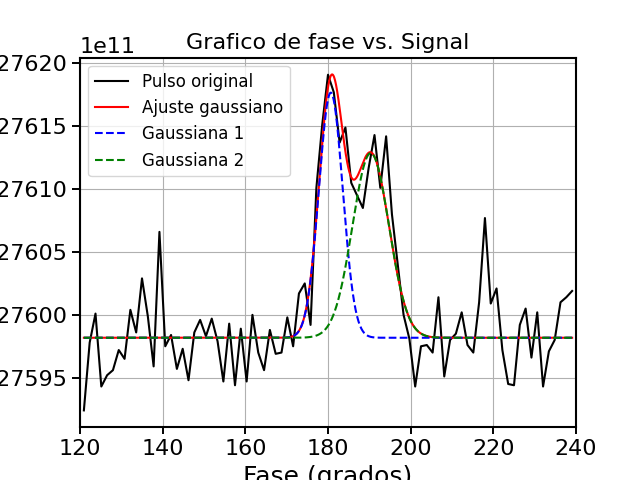 1e11
Grafico de fase vs. Signal
Pulso original
Ajuste gaussiano
Gaussiana 1
Gaussiana 2
27620
27615
27610
27605
27600
27595
120 140 160 180 200 220 240
Fase (grados)